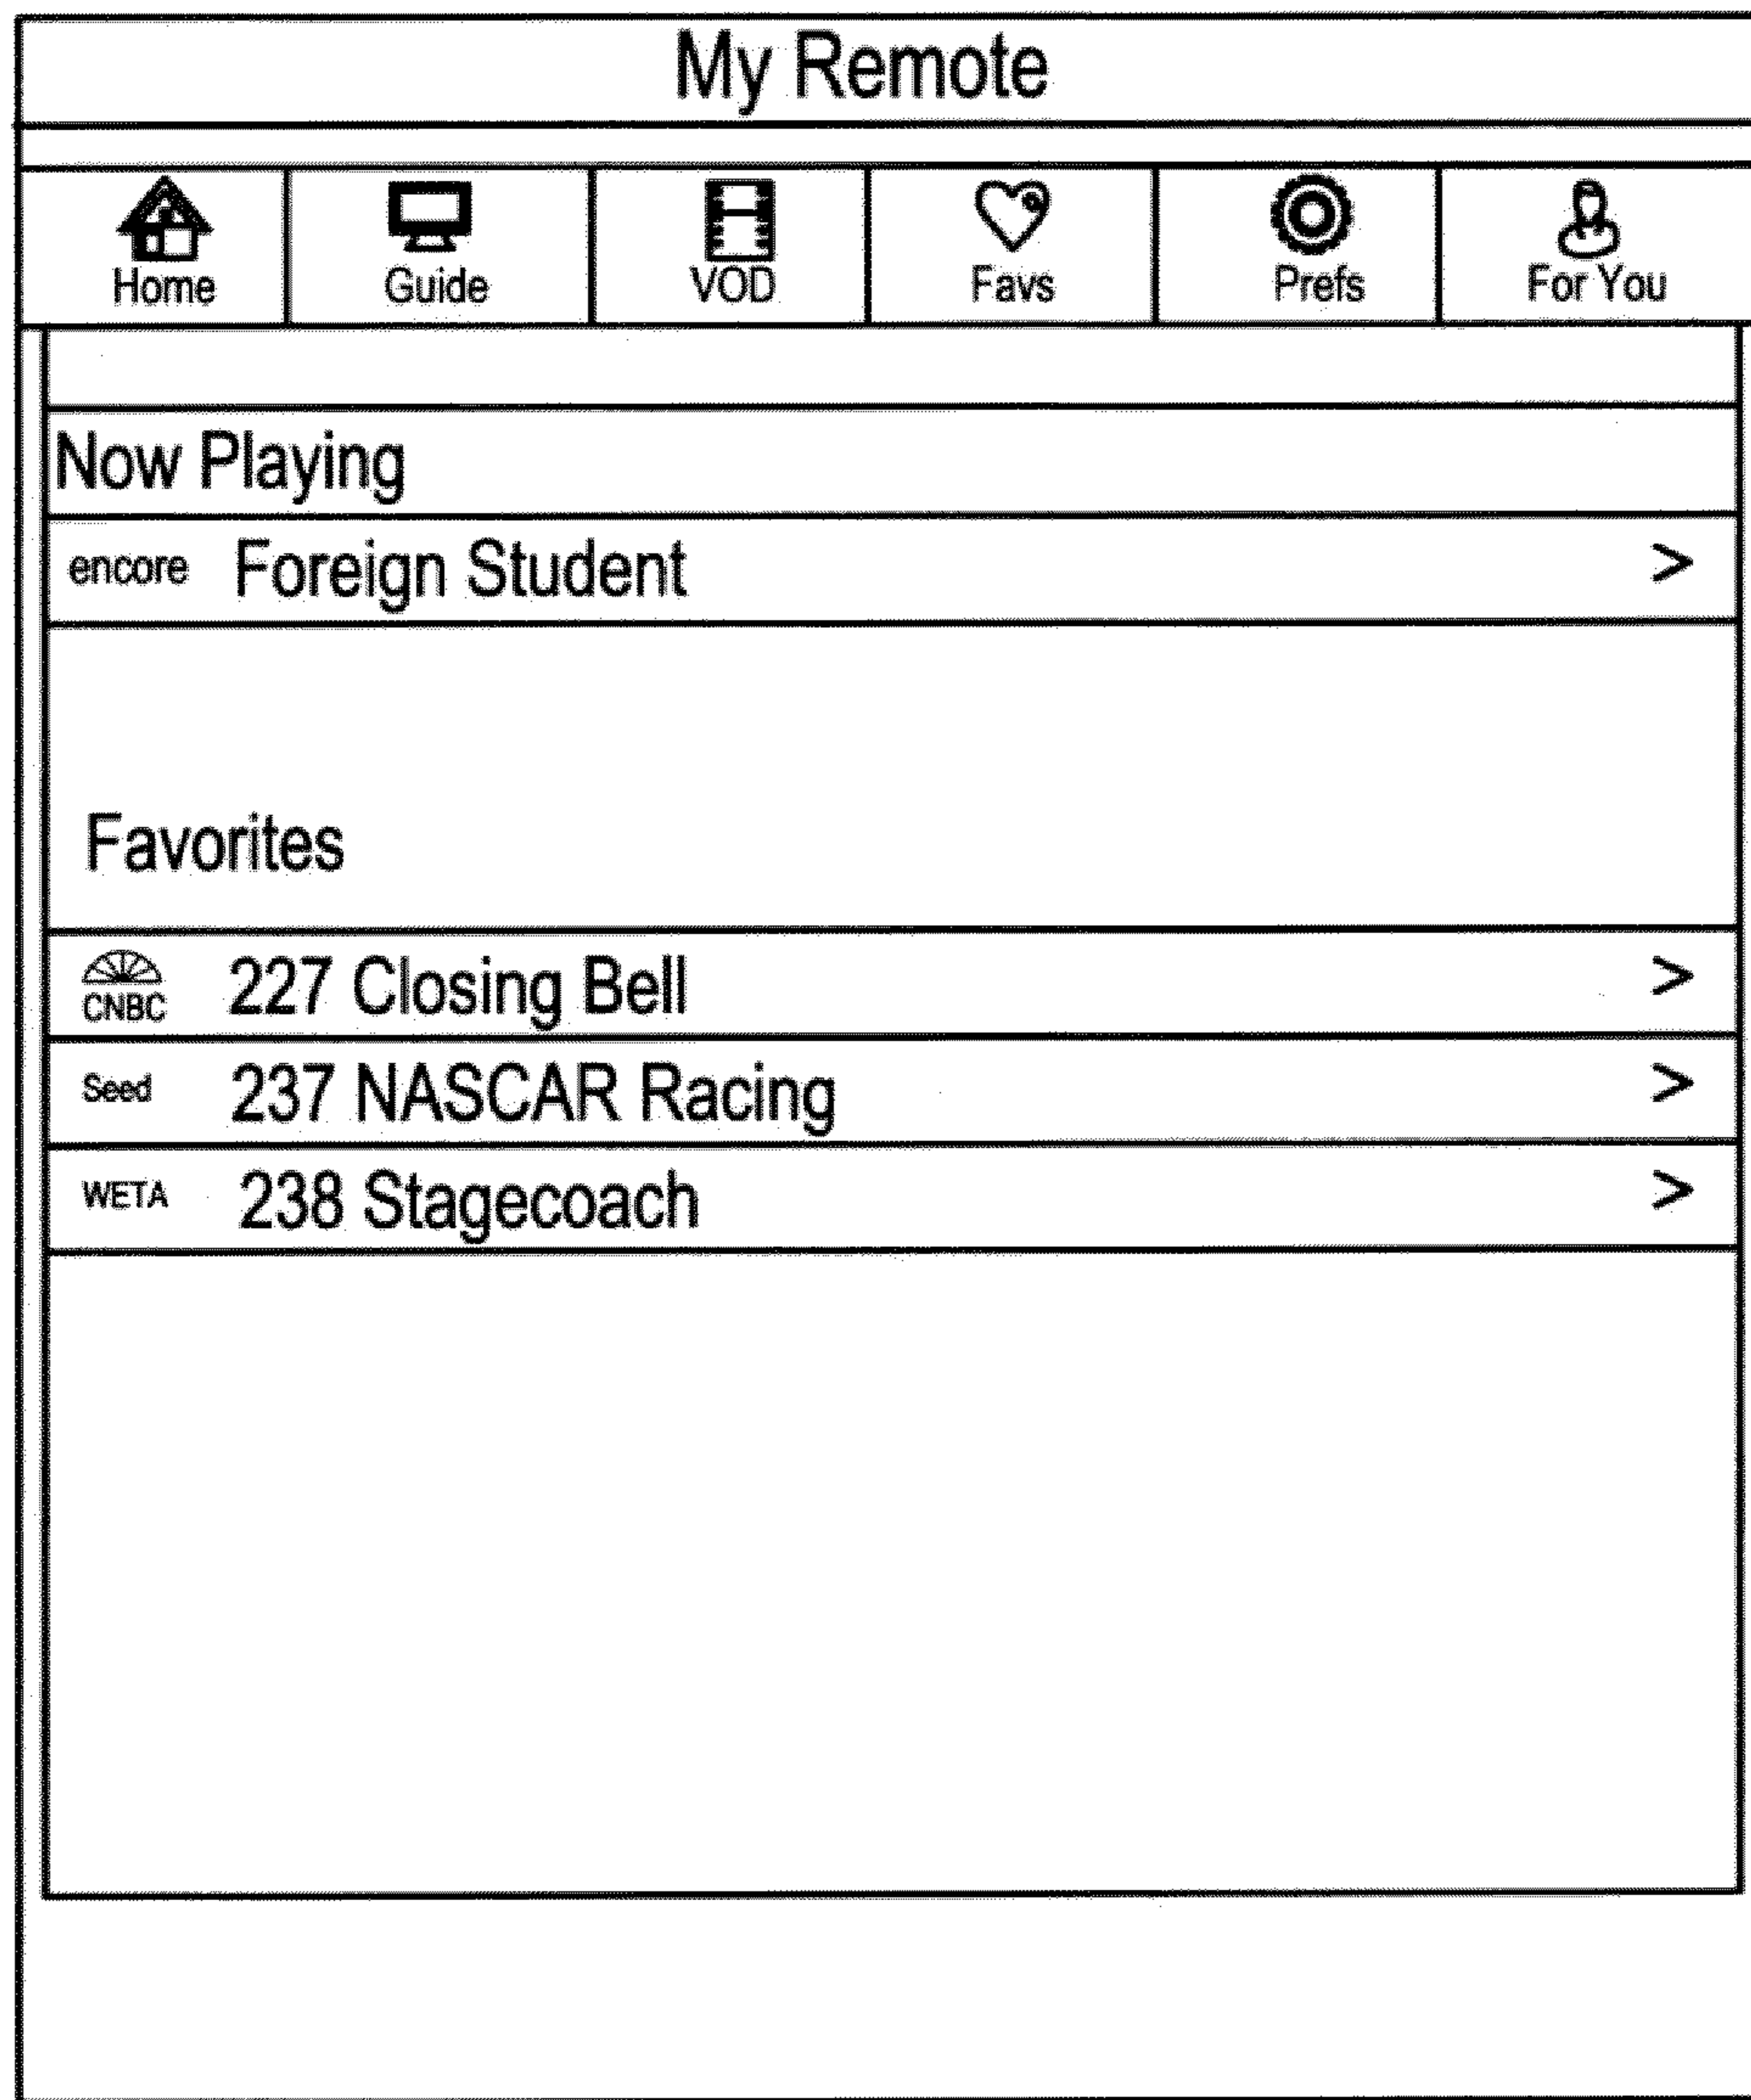 My Remote
Home Guide VOD Favs Prefs For You
Now Playing
encore Foreign Student >
Favorites
CNBC 227 Closing Bell >
Seed 237 NASCAR Racing >
WETA 238 Stagecoach >